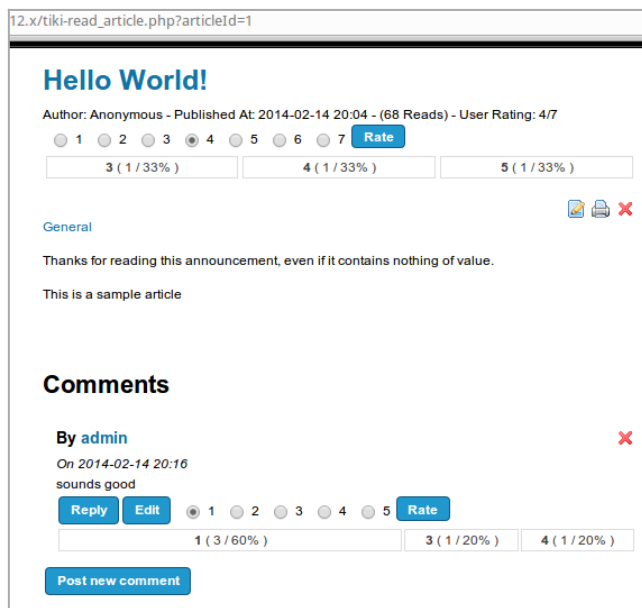 12.x/tiki-read_article.php?articleId=1
Hello World!
Author: Anonymous - Published At: 2014-02-14 20:04 - (68 Reads) - User Rating: 4/7
1 2 3 4 5 6 7 Rate
3 ( 1 / 33% ) 4 ( 1 / 33% ) 5 ( 1 / 33% )
General
Thanks for reading this announcement, even if it contains nothing of value.
This is a sample article
Comments
By admin
On 2014-02-14 20:16
sounds good
Reply Edit 1 2 3 4 5 Rate
1 ( 3 / 60% ) 3 ( 1 / 20% ) 4 ( 1 / 20% )
Post new comment